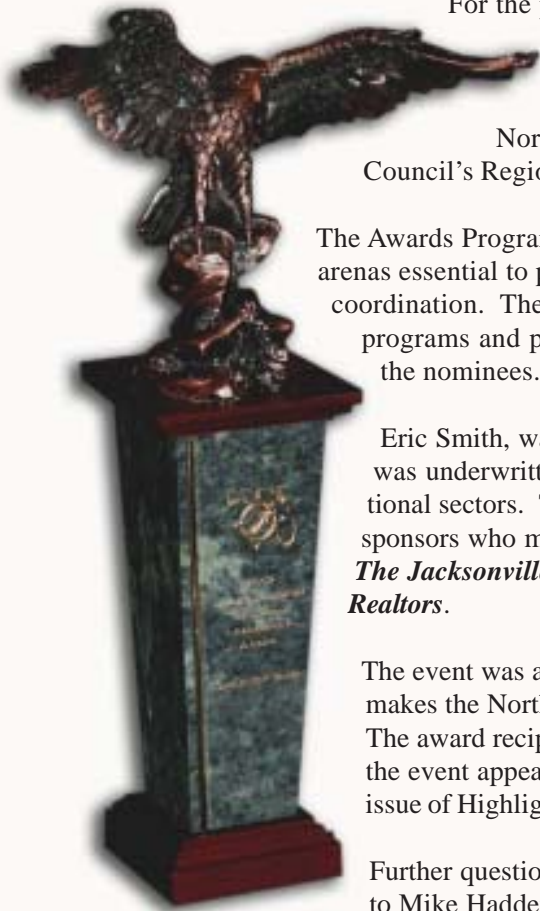 For the
Nor
Council's Regio
The Awards Program
arenas essential to p
coordination. The
programs and p
the nominees.
Eric Smith, wa
was underwritt
tional sectors.
sponsors who m
The Jacksonville
Realtors.
The event was a
makes the North
The award recip
the event appea
issue of Highlig
Further questio
to Mike Hadde